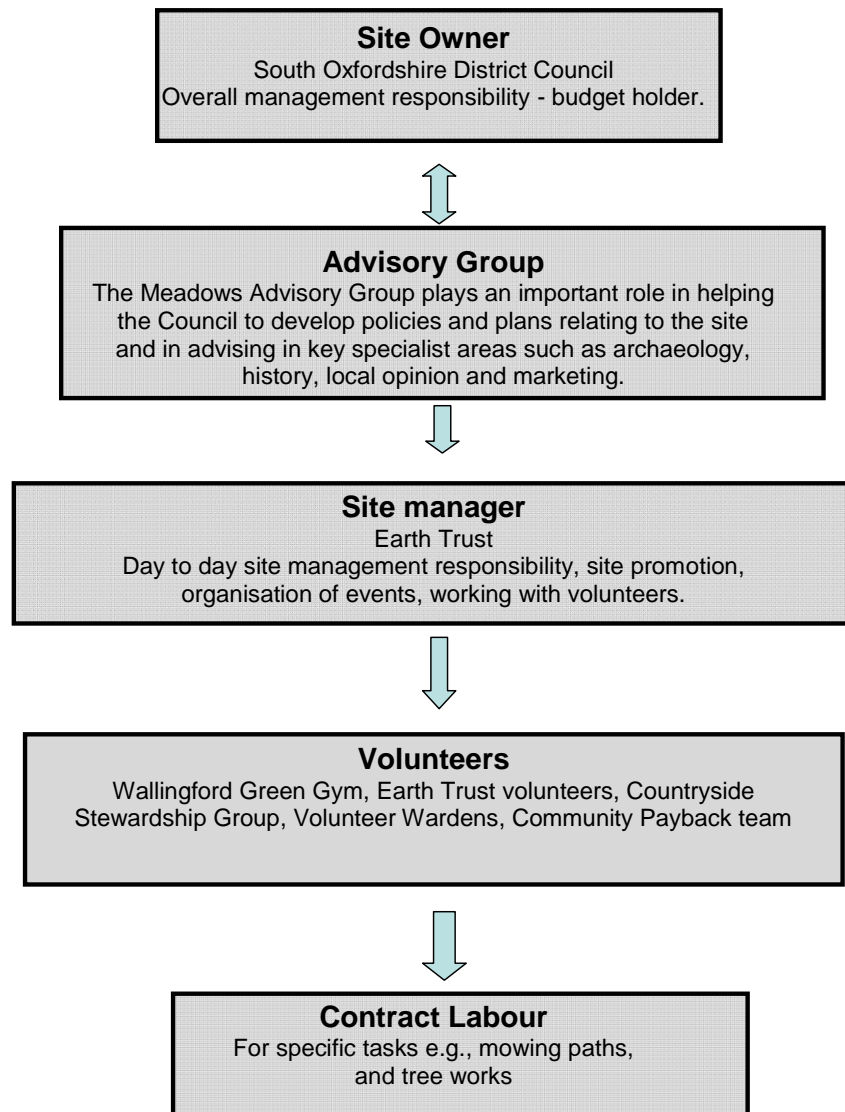 Site Owner
South Oxfordshire District Council
Overall management responsibility - budget holder.
Advisory Group
The Meadows Advisory Group plays an important role in helping
the Council to develop policies and plans relating to the site
and in advising in key specialist areas such as archaeology,
history, local opinion and marketing.
Site manager
Earth Trust
Day to day site management responsibility, site promotion,
organisation of events, working with volunteers.
Volunteers
Wallingford Green Gym, Earth Trust volunteers, Countryside
Stewardship Group, Volunteer Wardens, Community Payback team
Contract Labour
For specific tasks e.g., mowing paths,
and tree works